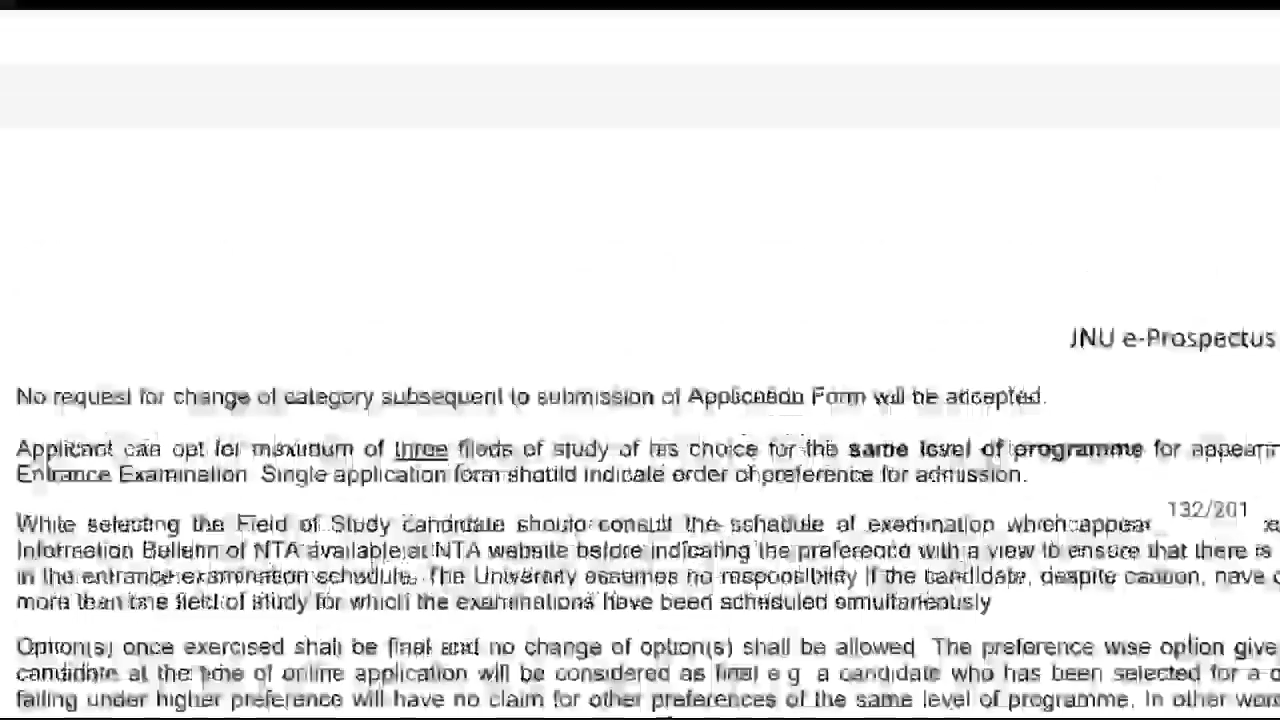 JNU e-Prospectus
No request for change of category subsequent to submission of Application Form will be accepted.
Applicant can opt for maximum of three fileds of study of his choice for the same level of programme for
Entrance Examination. Single application form should indicate order of preference for admission.
132/201
While selecting the Field of Study candidate should consult the schedule of examination which appear
Information Bulletin of NTA available at NTA website before indicating the preference with a view to ensure that there is
in the entrance examination schedule. The University assumes no responsibility if the candidate, despite caution, have
more than one field of study for which the examinations have been scheduled simultaneously
Option(s) once exercised shall be final and no change of option(s) shall be allowed. The preference wise option give
candidate at the time of online application will be considered as final e.g. a candidate who has been selected for a
falling under higher preference will have no claim for other preferences of the same level of programme. In other